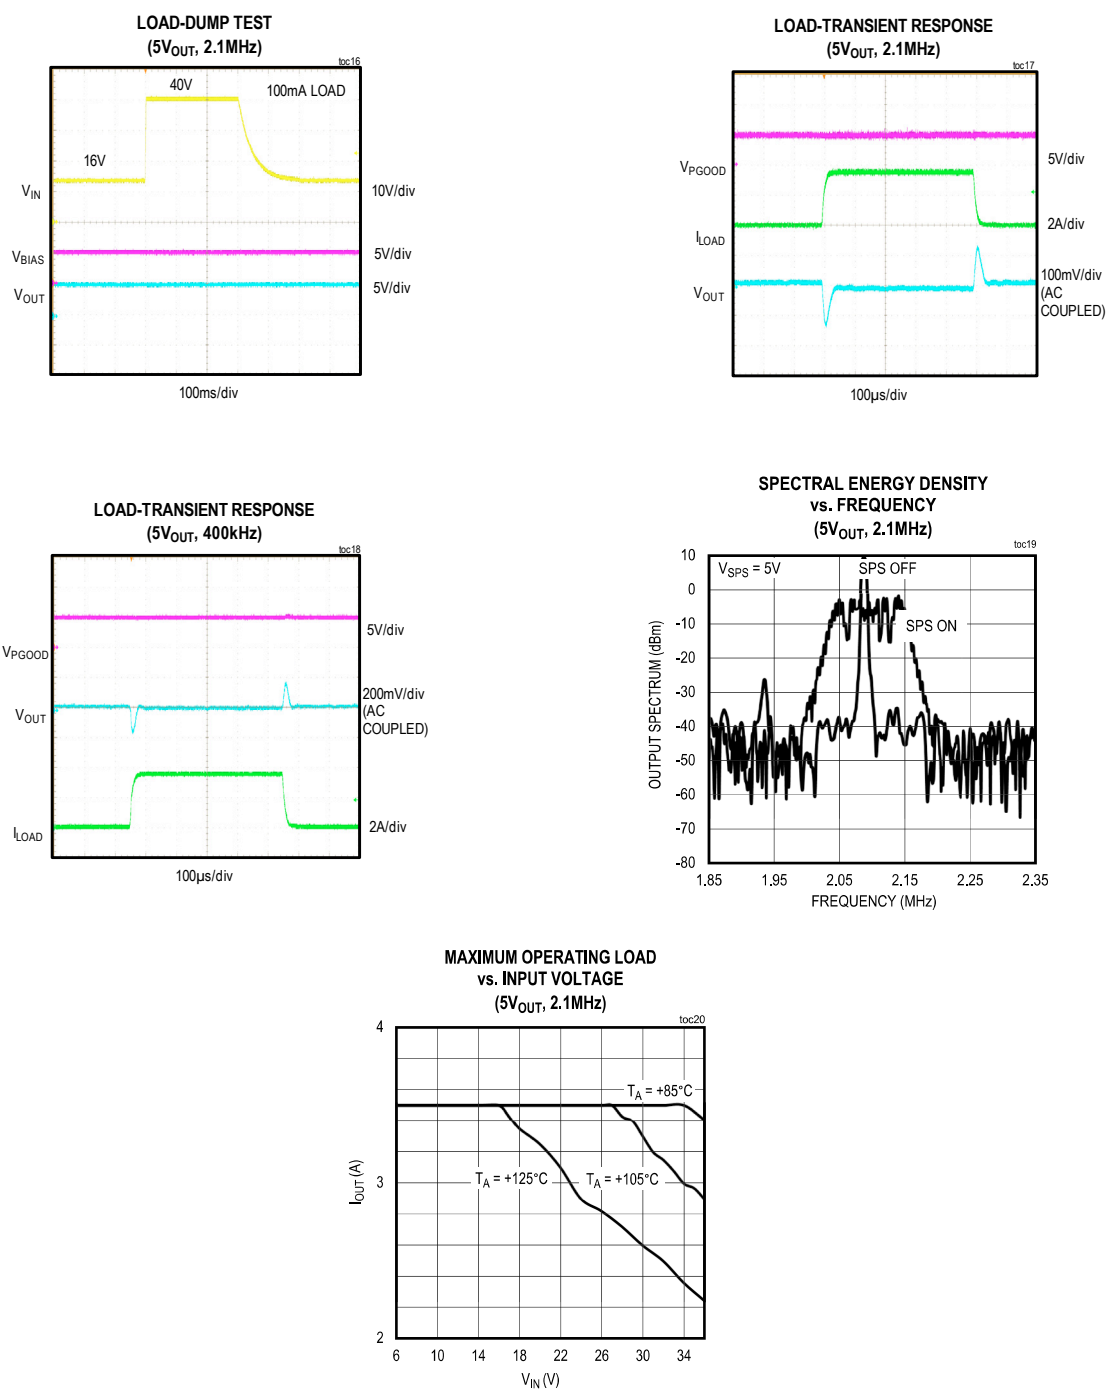 LOAD-DUMP TEST
(5VOUT, 2.1MHz)
toc16
40V
100mA LOAD
16V
VIN
10V/div
VBIAS
5V/div
VOUT
5V/div
100ms/div
LOAD-TRANSIENT RESPONSE
(5VOUT, 2.1MHz)
toc17
VPGOOD
5V/div
ILOAD
2A/div
VOUT
100mV/div
(AC
COUPLED)
100µs/div
LOAD-TRANSIENT RESPONSE
(5VOUT, 400kHz)
toc18
VPGOOD
5V/div
VOUT
200mV/div
(AC
COUPLED)
ILOAD
2A/div
100µs/div
SPECTRAL ENERGY DENSITY
vs. FREQUENCY
(5VOUT, 2.1MHz)
toc19
VSPS = 5V
SPS OFF
SPS ON
OUTPUT SPECTRUM (dBm)
10
0
-10
-20
-30
-40
-50
-60
-70
-80
1.85 1.95 2.05 2.15 2.25 2.35
FREQUENCY (MHz)
MAXIMUM OPERATING LOAD
vs. INPUT VOLTAGE
(5VOUT, 2.1MHz)
toc20
TA = +85°C
TA = +125°C
TA = +105°C
IOUT (A)
4
3
2
6 10 14 18 22 26 30 34
VIN (V)